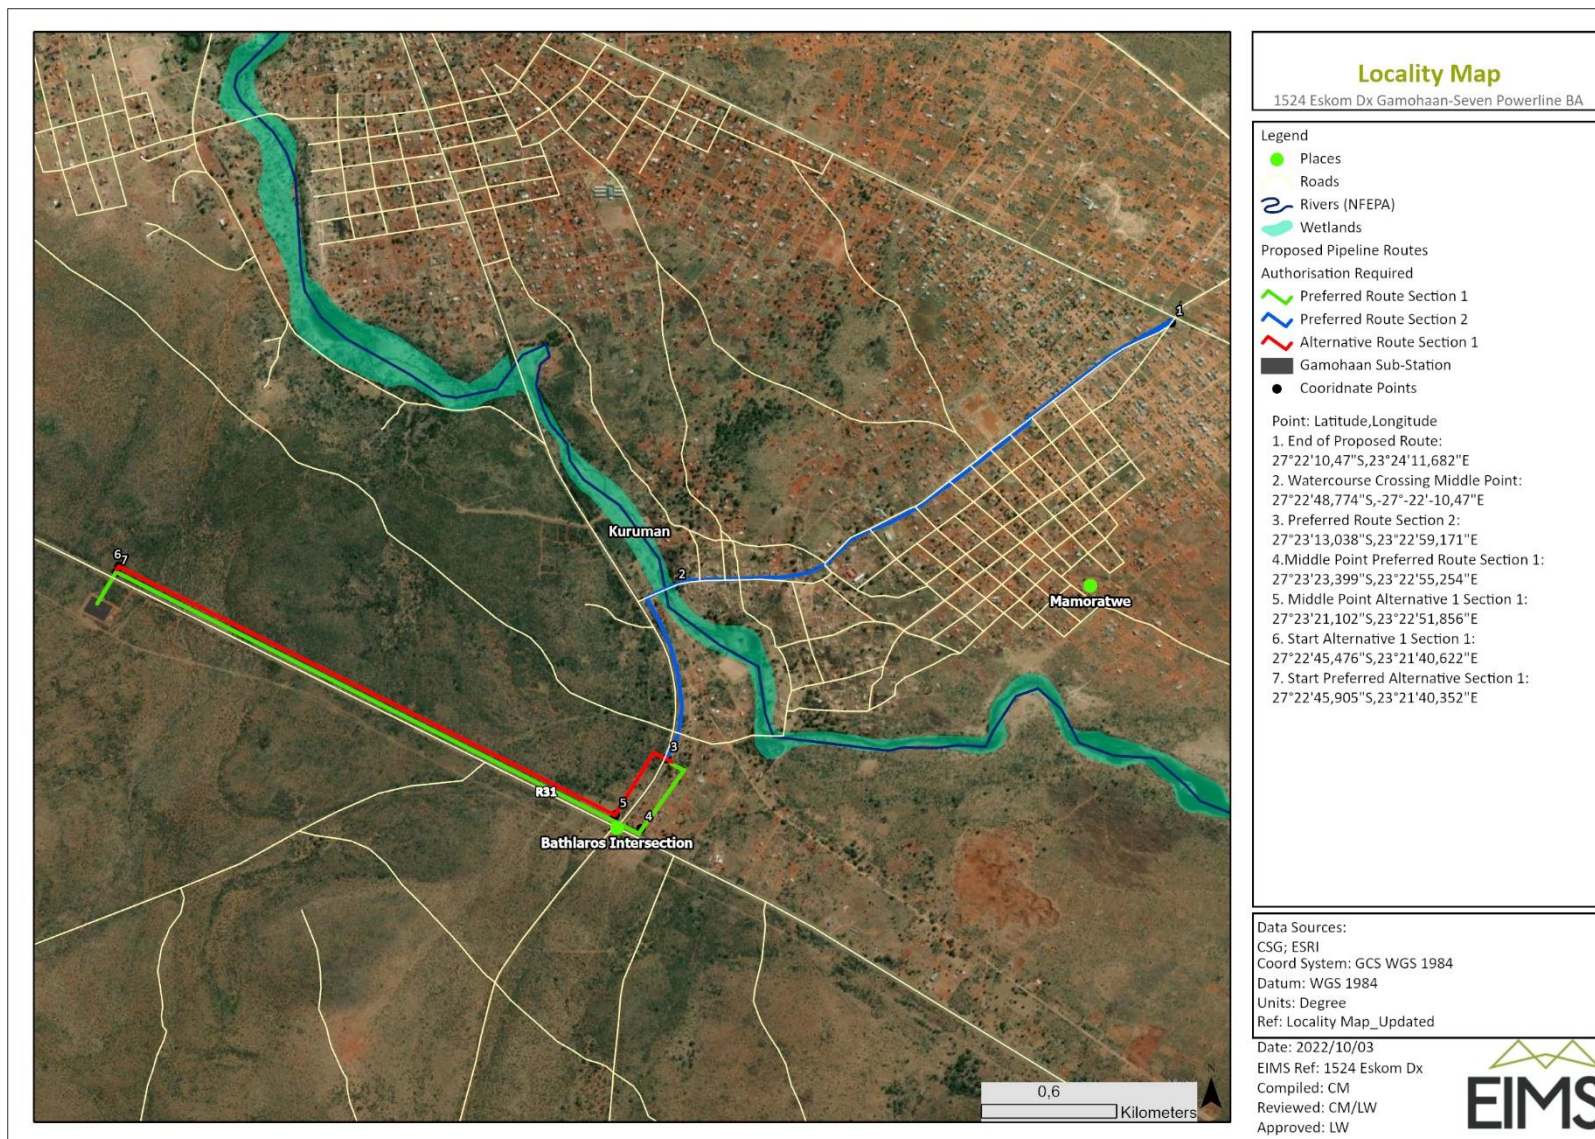 Locality Map
1524 Eskom Dx Gamohaan-Seven Powerline BA
Legend
Places
Roads
Rivers (NFEPA)
Wetlands
Proposed Pipeline Routes
Authorisation Required
Preferred Route Section 1
Preferred Route Section 2
Alternative Route Section 1
Gamohaan Sub-Station
Cooridnate Points
Point: Latitude,Longitude
1. End of Proposed Route:
27°22'10,47"S,23°24'11,682"E
2. Watercourse Crossing Middle Point:
27°22'48,774"S,-27°-22'-10,47"E
3. Preferred Route Section 2:
27°23'13,038"S,23°22'59,171"E
4.Middle Point Preferred Route Section 1:
27°23'23,399"S,23°22'55,254"E
5. Middle Point Alternative 1 Section 1:
27°23'21,102"S,23°22'51,856"E
6. Start Alternative 1 Section 1:
27°22'45,476"S,23°21'40,622"E
7. Start Preferred Alternative Section 1:
27°22'45,905"S,23°21'40,352"E
Data Sources:
CSG; ESRI
Coord System: GCS WGS 1984
Datum: WGS 1984
Units: Degree
Ref: Locality Map_Updated
Date: 2022/10/03
EIMS Ref: 1524 Eskom Dx
Compiled: CM
Reviewed: CM/LW
Approved: LW
EIMS
1
Kuruman
6
7
2
Mamoratwe
3
R31
5
4
Bathlaros Intersection
N
0,6
Kilometers